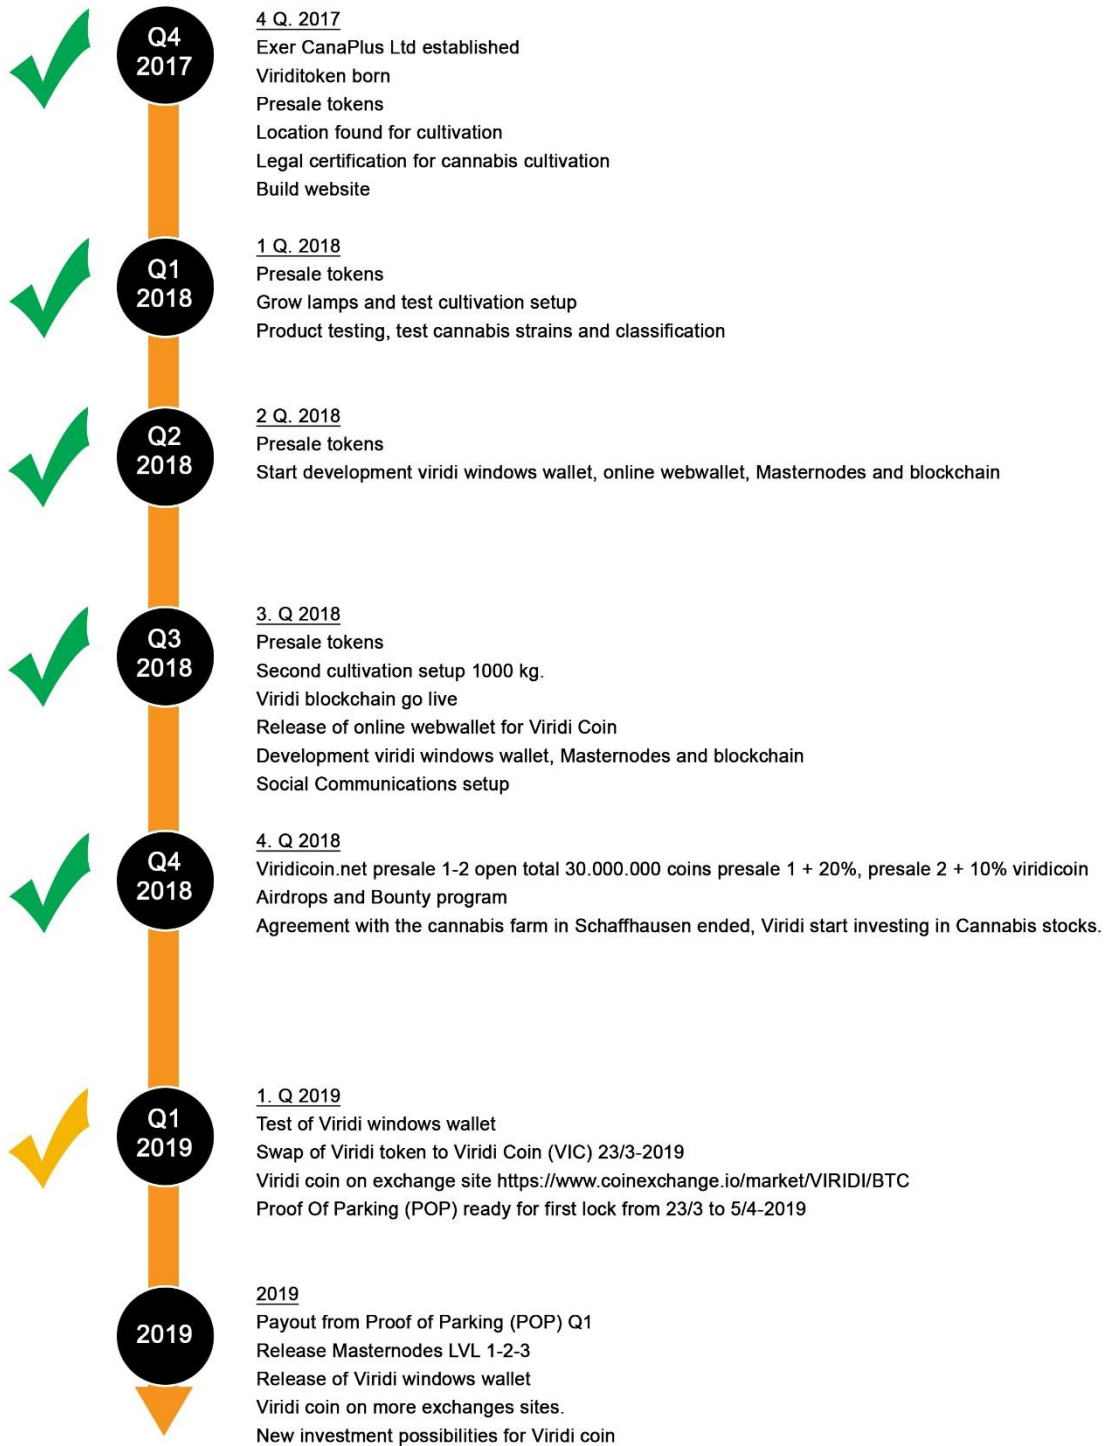 Q4
2017
4 Q. 2017
Exer CanaPlus Ltd established
Viriditoken born
Presale tokens
Location found for cultivation
Legal certification for cannabis cultivation
Build website
Q1
2018
1 Q. 2018
Presale tokens
Grow lamps and test cultivation setup
Product testing, test cannabis strains and classification
Q2
2018
2 Q. 2018
Presale tokens
Start development viridi windows wallet, online webwallet, Masternodes and blockchain
Q3
2018
3. Q 2018
Presale tokens
Second cultivation setup 1000 kg.
Viridi blockchain go live
Release of online webwallet for Viridi Coin
Development viridi windows wallet, Masternodes and blockchain
Social Communications setup
Q4
2018
4. Q 2018
Viridicoin.net presale 1-2 open total 30.000.000 coins presale 1 + 20%, presale 2 + 10% viridicoin
Airdrops and Bounty program
Agreement with the cannabis farm in Schaffhausen ended, Viridi start investing in Cannabis stocks.
Q1
2019
1. Q 2019
Test of Viridi windows wallet
Swap of Viridi token to Viridi Coin (VIC) 23/3-2019
Viridi coin on exchange site https://www.coinexchange.io/market/VIRIDI/BTC
Proof Of Parking (POP) ready for first lock from 23/3 to 5/4-2019
2019
2019
Payout from Proof of Parking (POP) Q1
Release Masternodes LVL 1-2-3
Release of Viridi windows wallet
Viridi coin on more exchanges sites.
New investment possibilities for Viridi coin